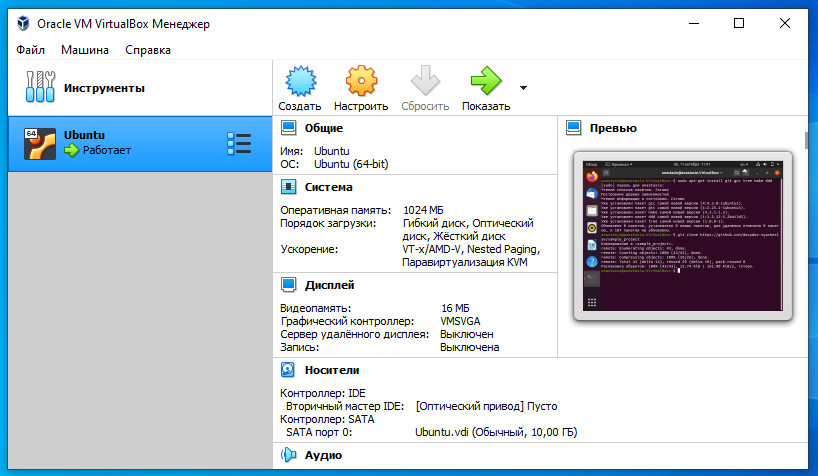 Oracle VM VirtualBox Менеджер
Файл Машина Справка
Инструменты
Создать Настроить Сбросить Показать
64
Ubuntu
Работает
Общие
Имя: Ubuntu
ОС: Ubuntu (64-bit)
Система
Оперативная память: 1024 МБ
Порядок загрузки: Гибкий диск, Оптический
диск, Жёсткий диск
Ускорение: VT-x/AMD-V, Nested Paging,
Паравиртуализация KVM
Дисплей
Видеопамять: 16 МБ
Графический контроллер: VMSVGA
Сервер удалённого дисплея: Выключен
Запись: Выключена
Носители
Контроллер: IDE
Вторичный мастер IDE: [Оптический привод] Пусто
Контроллер: SATA
SATA порт 0: Ubuntu.vdi (Обычный, 10,00 ГБ)
Аудио
Превью